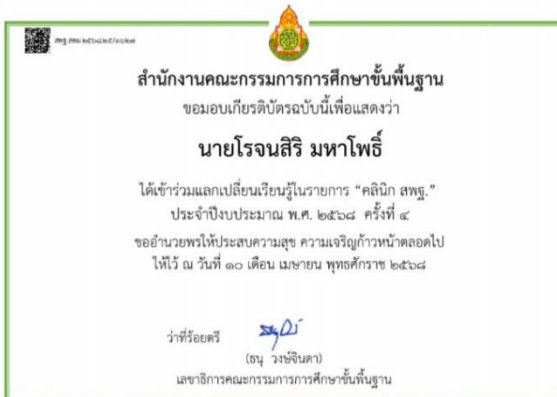 สำนักงานคณะกรรมการการศึกษาขั้นพื้นฐาน
ขอมอบเกียรติบัตรฉบับนี้เพื่อแสดงว่า
นายโรจนสิริ มหาโพธิ์
ได้เข้าร่วมแลกเปลี่ยนเรียนรู้ในรายการ “คลินิก สพฐ.”
ประจำปีงบประมาณ พ.ศ. ๒๕๖๘ ครั้งที่ ๔
ขออำนวยพรให้ประสบความสุข ความเจริญก้าวหน้าตลอดไป
ให้ไว้ ณ วันที่ ๑๐ เดือน เมษายน พุทธศักราช ๒๕๖๘
ว่าที่ร้อยตรี
(ธนุ วงษ์จินดา)
เลขาธิการคณะกรรมการการศึกษาขั้นพื้นฐาน